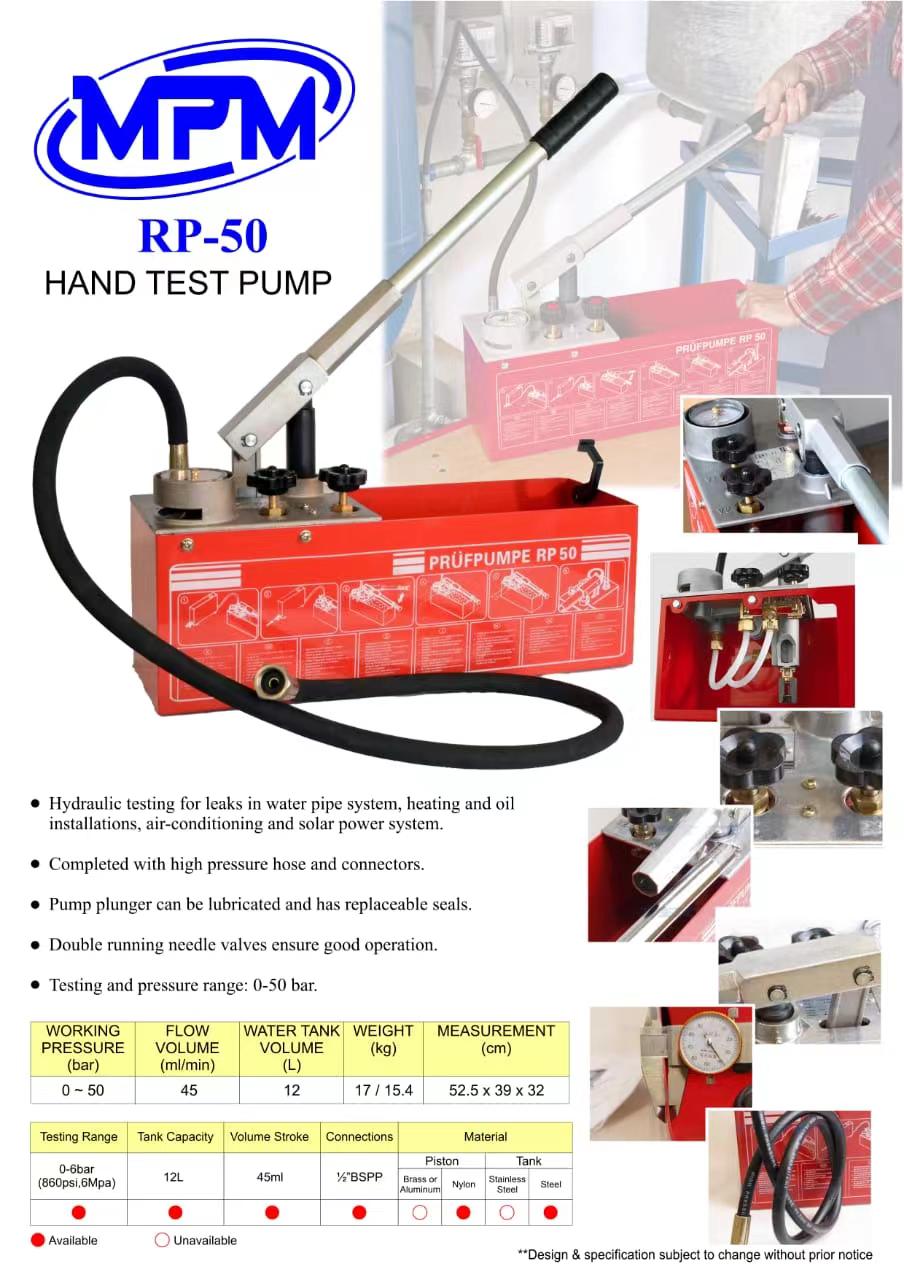 MPM
RP-50
HAND TEST PUMP
PRÜFPUMPE RP 50
PRÜFPUMPE RP 50
• Hydraulic testing for leaks in water pipe system, heating and oil
installations, air-conditioning and solar power system.
• Completed with high pressure hose and connectors.
• Pump plunger can be lubricated and has replaceable seals.
• Double running needle valves ensure good operation.
• Testing and pressure range: 0-50 bar.
WORKING PRESSURE (bar) FLOW VOLUME (ml/min) WATER TANK VOLUME (L) WEIGHT (kg) MEASUREMENT (cm)
0 ~ 50 45 12 17 / 15.4 52.5 x 39 x 32
Testing Range Tank Capacity Volume Stroke Connections Material
Piston Tank
0-6bar (860psi,6Mpa) 12L 45ml ½"BSPP Brass or Aluminum Nylon Stainless Steel Steel
Available Unavailable
**Design & specification subject to change without prior notice